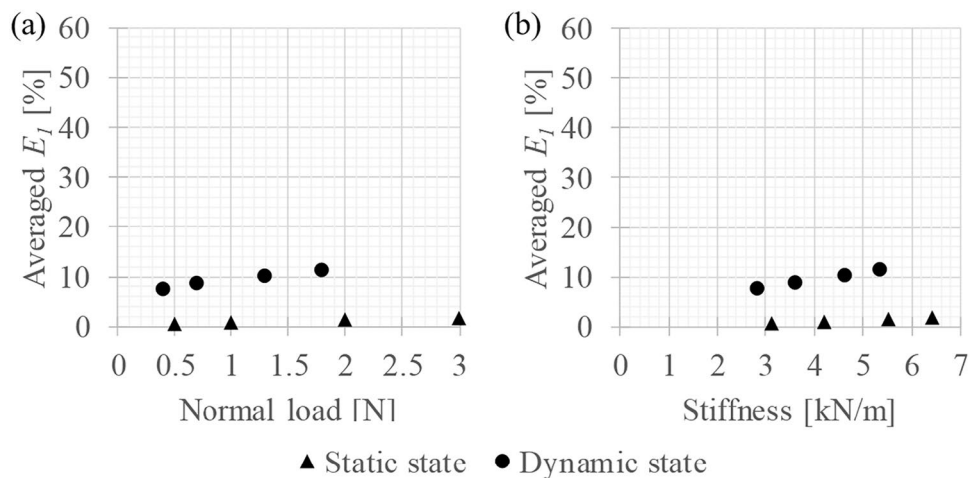 (a)
60
50
40
30
20
10
0
Averaged E1 [%]
0 0.5 1 1.5 2 2.5 3
Normal load [N]
(b)
60
50
40
30
20
10
0
Averaged E1 [%]
0 1 2 3 4 5 6 7
Stiffness [kN/m]
▲ Static state ● Dynamic state